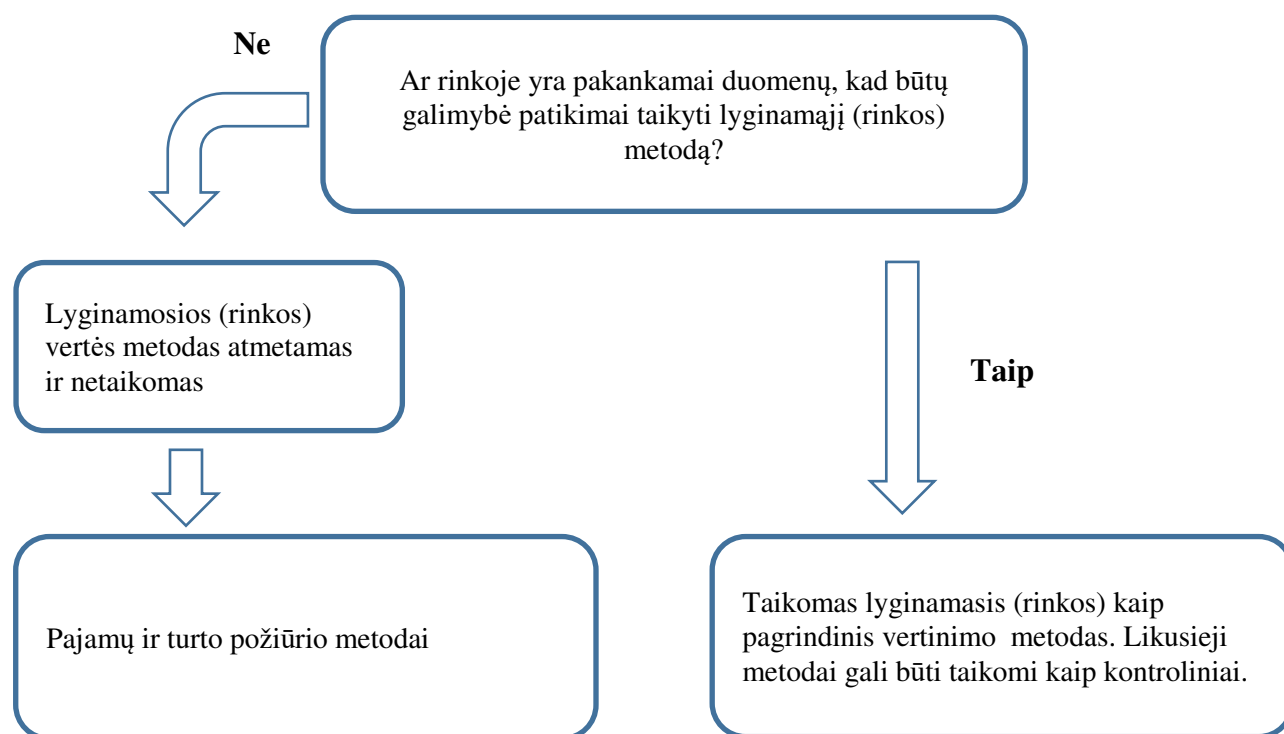 Ne
Ar rinkoje yra pakankamai duomenų, kad būtų
galimybė patikimai taikyti lyginamąjį (rinkos)
metodą?
Lyginamosios (rinkos)
vertės metodas atmetamas
ir netaikomas
Taip
Pajamų ir turto požiūrio metodai
Taikomas lyginamasis (rinkos) kaip
pagrindinis vertinimo metodas. Likusieji
metodai gali būti taikomi kaip kontroliniai.